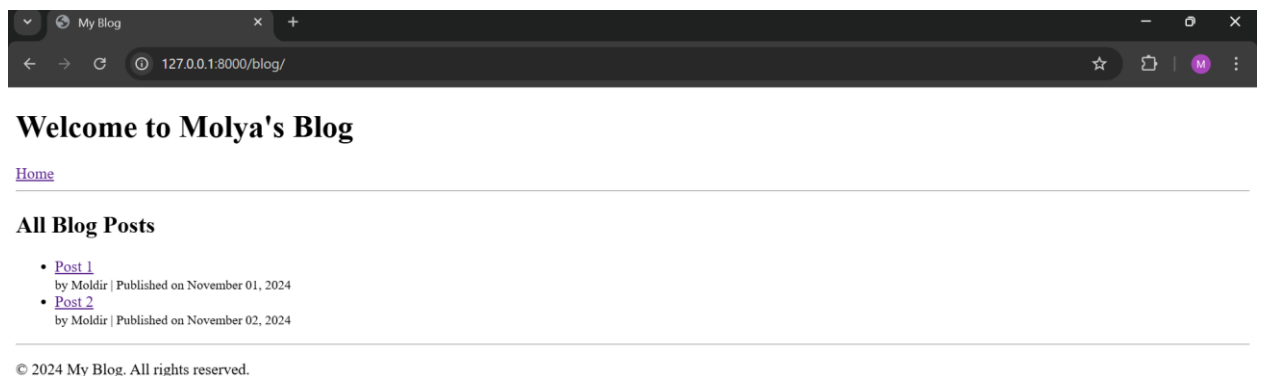 My Blog
127.0.0.1:8000/blog/
M
Welcome to Molya's Blog
Home
All Blog Posts
• Post 1
by Moldir | Published on November 01, 2024
• Post 2
by Moldir | Published on November 02, 2024
© 2024 My Blog. All rights reserved.